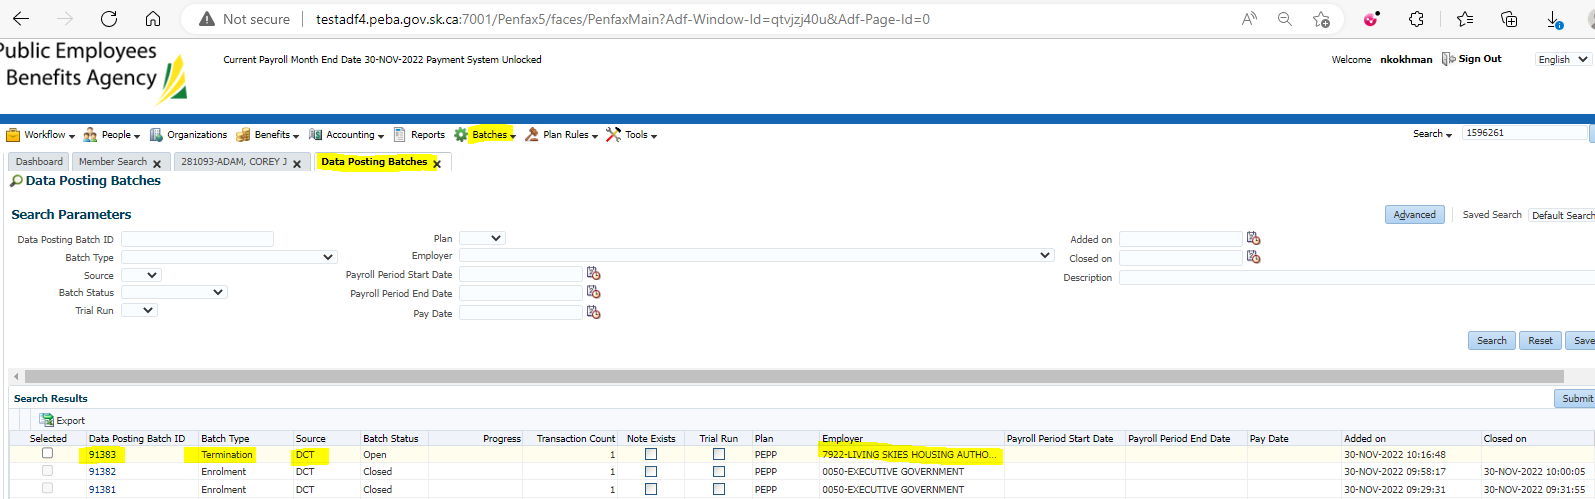 Not secure | testadf4.peba.gov.sk.ca:7001/Penfax5/faces/PenfaxMain?Adf-Window-Id=qtvjzj40u&Adf-Page-Id=0
Public Employees
Benefits Agency
Current Payroll Month End Date 30-NOV-2022 Payment System Unlocked
Welcome nkokhman Sign Out English
Workflow People Organizations Benefits Accounting Reports Batches Plan Rules Tools Search 1596261
Dashboard Member Search 281093-ADAM, COREY J Data Posting Batches
Data Posting Batches
Search Parameters
Advanced Saved Search Default Search
Data Posting Batch ID Plan Added on
Batch Type Employer Closed on
Source Payroll Period Start Date Description
Batch Status Payroll Period End Date
Trial Run Pay Date
Search Reset Save
Search Results
Submit
Export
Selected Data Posting Batch ID Batch Type Source Batch Status Progress Transaction Count Note Exists Trial Run Plan Employer Payroll Period Start Date Payroll Period End Date Pay Date Added on Closed on
91383 Termination DCT Open 1 PEPP 7922-LIVING SKIES HOUSING AUTHO... 30-NOV-2022 10:16:48
91382 Enrolment DCT Closed 1 PEPP 0050-EXECUTIVE GOVERNMENT 30-NOV-2022 09:58:17 30-NOV-2022 10:00:05
91381 Enrolment DCT Closed 1 PEPP 0050-EXECUTIVE GOVERNMENT 30-NOV-2022 09:29:31 30-NOV-2022 09:31:55